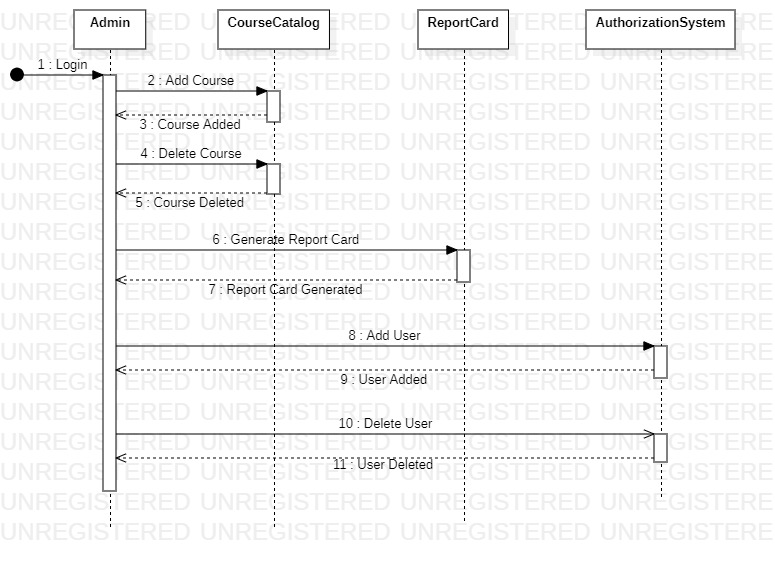 Admin
CourseCatalog
ReportCard
AuthorizationSystem
1 : Login
2 : Add Course
3 : Course Added
4 : Delete Course
5 : Course Deleted
6 : Generate Report Card
7 : Report Card Generated
8 : Add User
9 : User Added
10 : Delete User
11 : User Deleted
UNREGISTERED UNREGISTERED UNREGISTERED UNREGISTERED